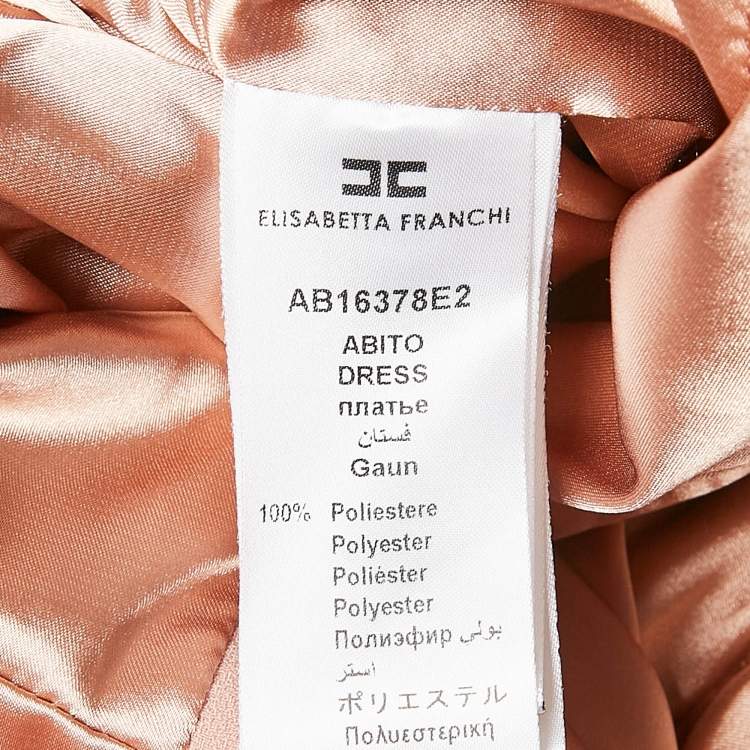 ELISABETTA FRANCHI
AB16378E2
ABITO
DRESS
платье
فستان
Gaun
100% Poliestere
Polyester
Poliéster
Polyester
Полиэфир بولي
استر
ポリエステル
Πολυεστερική